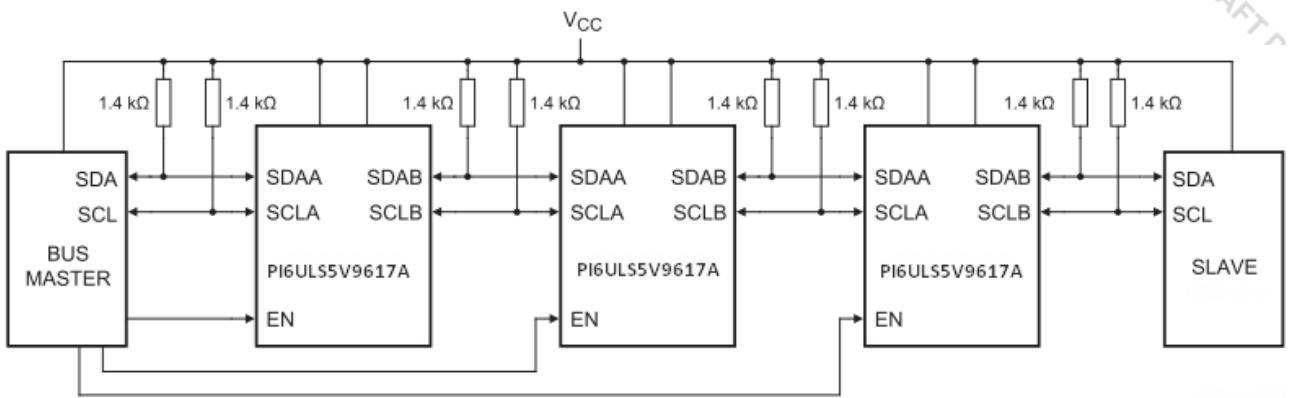 VCC
1.4 kΩ 1.4 kΩ 1.4 kΩ 1.4 kΩ 1.4 kΩ 1.4 kΩ 1.4 kΩ 1.4 kΩ
SDA SDAA SDAB SDAA SDAB SDAA SDAB SDA
SCL SCLA SCLB SCLA SCLB SCLA SCLB SCL
BUS
MASTER
PI6ULS5V9617A PI6ULS5V9617A PI6ULS5V9617A
SLAVE
EN EN EN